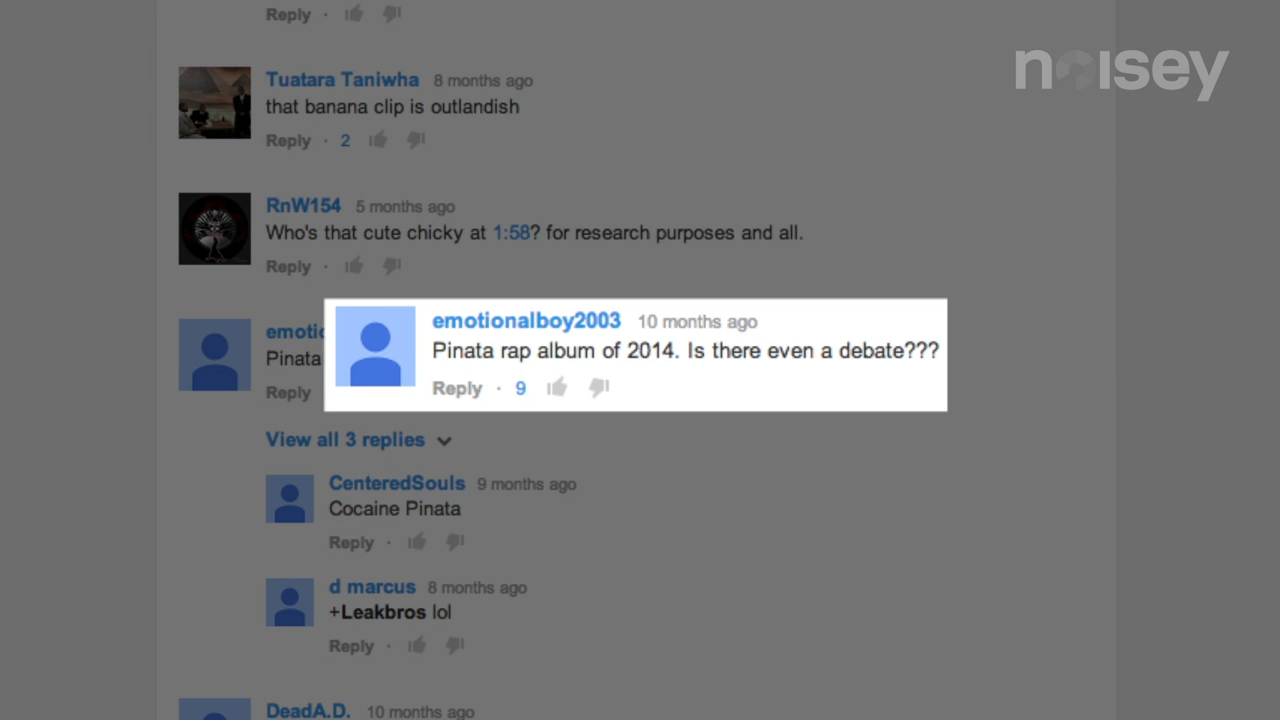 Reply ·
noisey
Tuatara Taniwha 8 months ago
that banana clip is outlandish
Reply · 2
RnW154 5 months ago
Who's that cute chicky at 1:58? for research purposes and all.
Reply ·
emotio
Pinata
Reply
emotionalboy2003 10 months ago
Pinata rap album of 2014. Is there even a debate???
Reply · 9
View all 3 replies
CenteredSouls 9 months ago
Cocaine Pinata
Reply ·
d marcus 8 months ago
+Leakbros lol
Reply ·
DeadA.D. 10 months ago